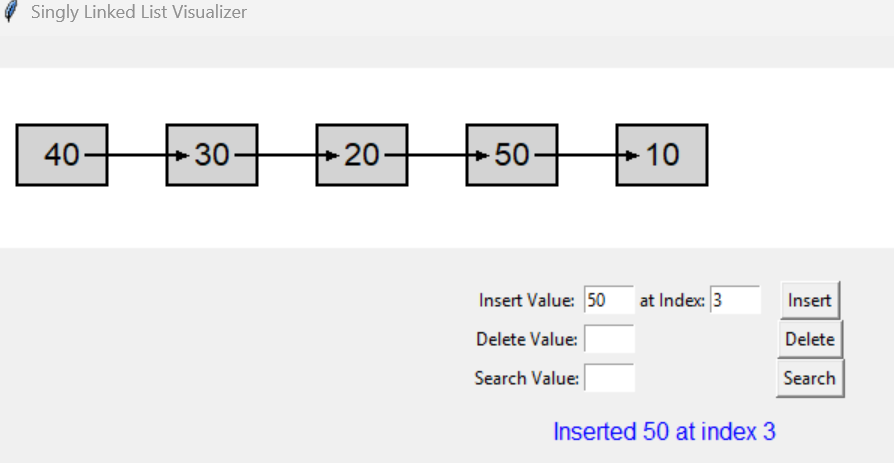 Singly Linked List Visualizer
40 30 20 50 10
Insert Value: 50 at Index: 3 Insert
Delete Value: Delete
Search Value: Search
Inserted 50 at index 3